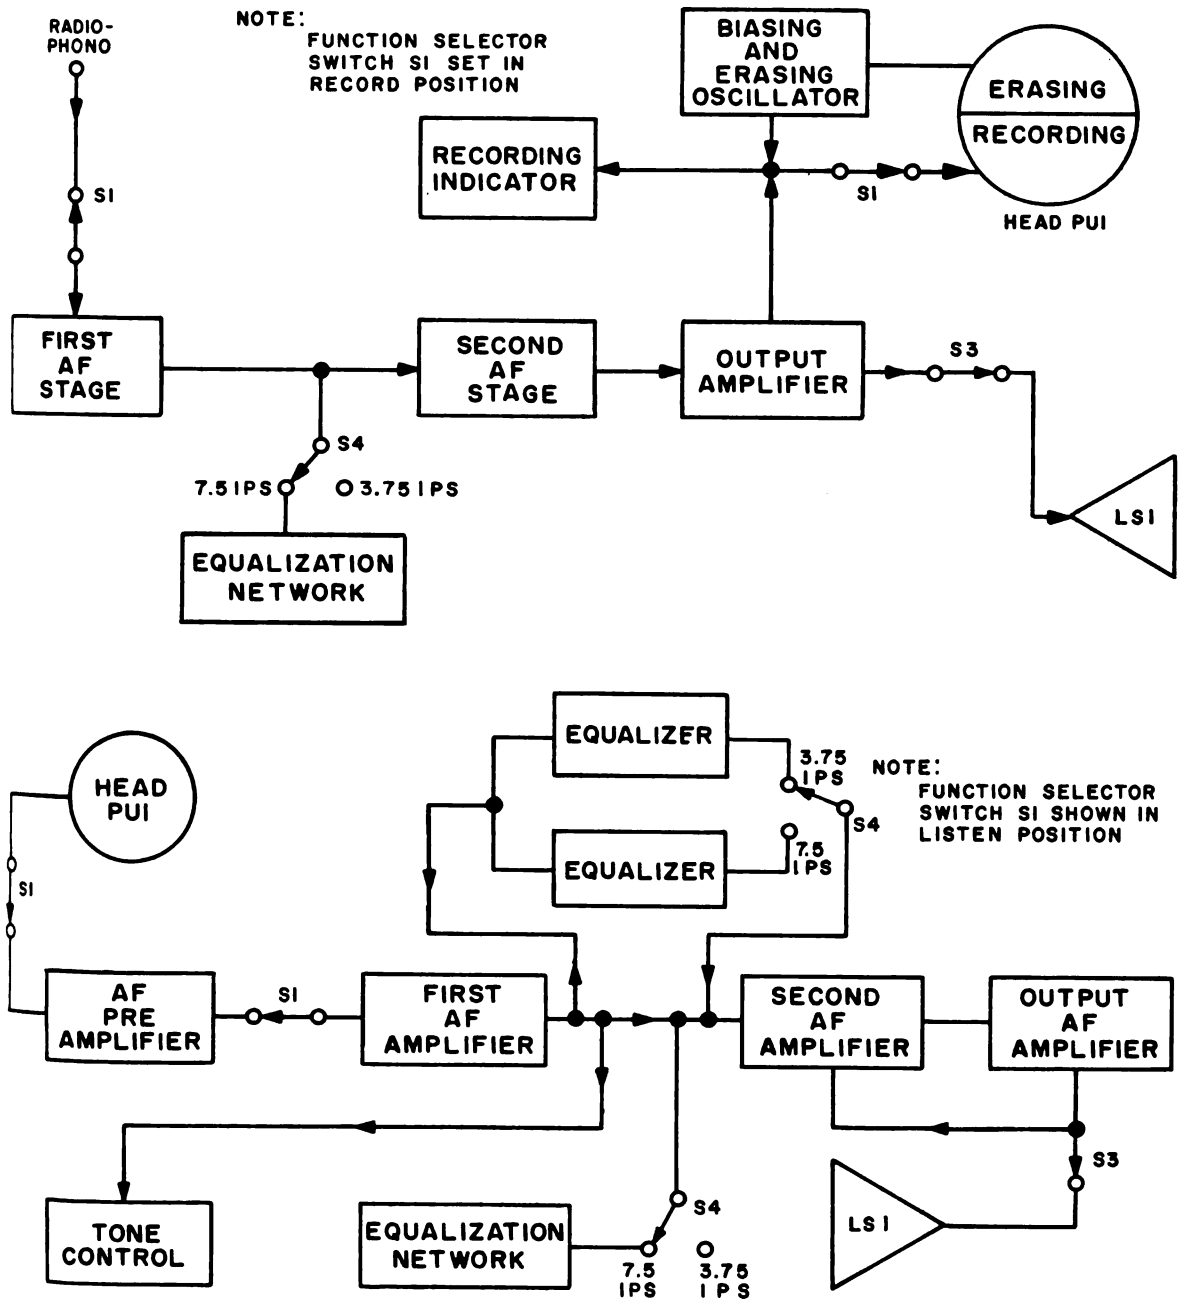 RADIO-
PHONO
NOTE:
FUNCTION SELECTOR
SWITCH S1 SET IN
RECORD POSITION
BIASING
AND
ERASING
OSCILLATOR
ERASING
RECORDING
HEAD PU1
RECORDING
INDICATOR
S1
S1
FIRST
AF
STAGE
SECOND
AF
STAGE
OUTPUT
AMPLIFIER
S3
S4
7.5 IPS
3.75 IPS
LS1
EQUALIZATION
NETWORK
HEAD
PU1
S1
EQUALIZER
3.75
IPS
S4
7.5
IPS
EQUALIZER
NOTE:
FUNCTION SELECTOR
SWITCH S1 SHOWN IN
LISTEN POSITION
AF
PRE
AMPLIFIER
S1
FIRST
AF
AMPLIFIER
SECOND
AF
AMPLIFIER
OUTPUT
AF
AMPLIFIER
S3
LS1
TONE
CONTROL
EQUALIZATION
NETWORK
S4
7.5
IPS
3.75
IPS